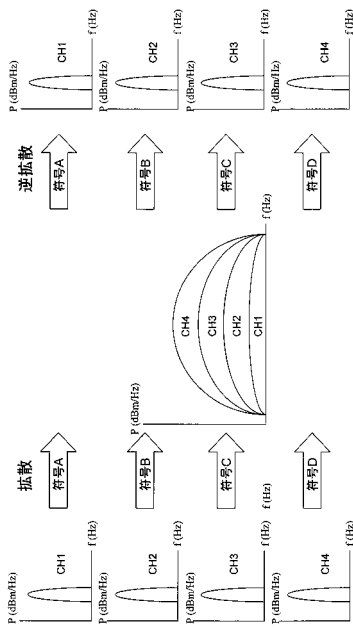 拡散
逆拡散
P (dBm/Hz)
CH1
f (Hz)
符号A
符号A
P (dBm/Hz)
CH1
f (Hz)
P (dBm/Hz)
CH2
f (Hz)
符号B
符号B
P (dBm/Hz)
CH2
f (Hz)
P (dBm/Hz)
CH4
CH3
CH2
CH1
f (Hz)
P (dBm/Hz)
CH3
f (Hz)
符号C
符号C
P (dBm/Hz)
CH3
f (Hz)
f (Hz)
P (dBm/Hz)
CH4
f (Hz)
符号D
符号D
P (dBm/Hz)
CH4
f (Hz)